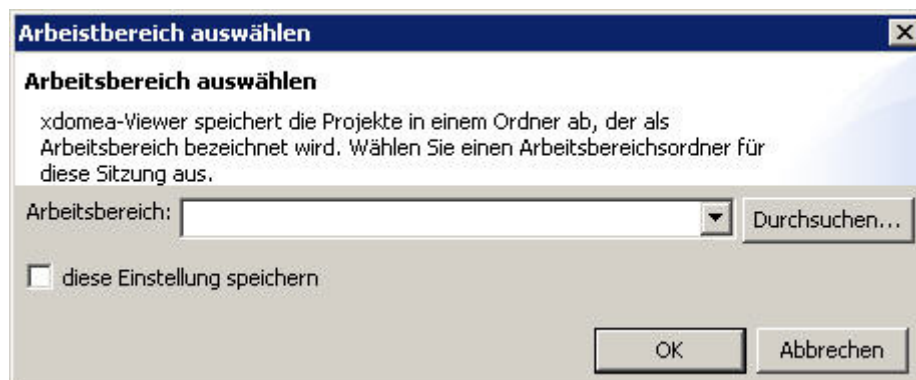 Arbeistbereich auswählen
Arbeitsbereich auswählen
xdomea-Viewer speichert die Projekte in einem Ordner ab, der als
Arbeitsbereich bezeichnet wird. Wählen Sie einen Arbeitsbereichsordner für
diese Sitzung aus.
Arbeitsbereich:
Durchsuchen...
diese Einstellung speichern
OK
Abbrechen